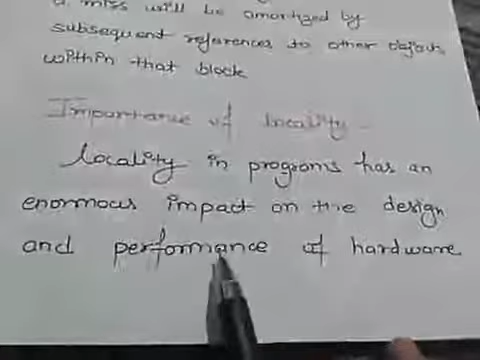 a miss will be amortized by
subsequent references to other objects
within that block
Importance of locality -
locality in programs has an
enormous impact on the design
and performance of hardware